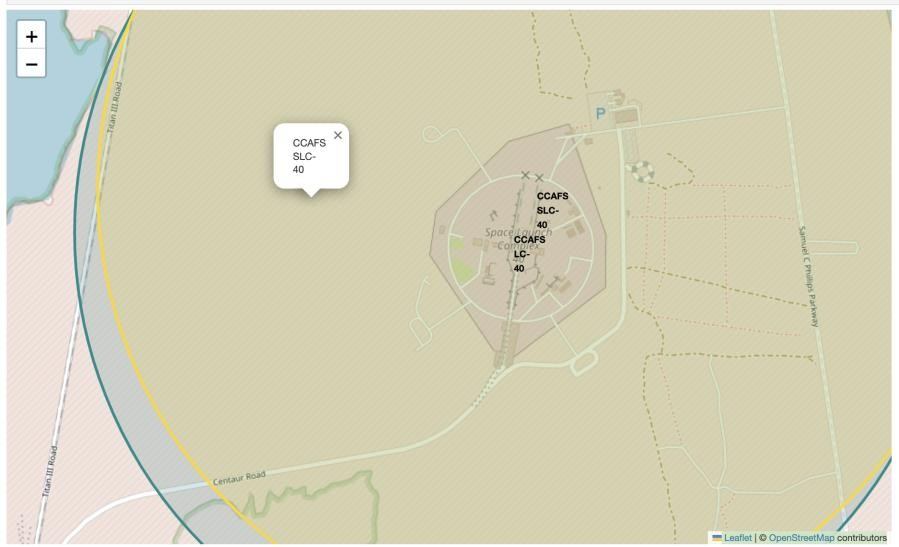 +
−
Titan III Road
CCAFS
SLC-
40
×
P
CCAFS
SLC-
40
Space Launch
Complex
40
CCAFS
LC-
40
Samuel C Phillips Parkway
Titan III Road
Centaur Road
Leaflet | © OpenStreetMap contributors